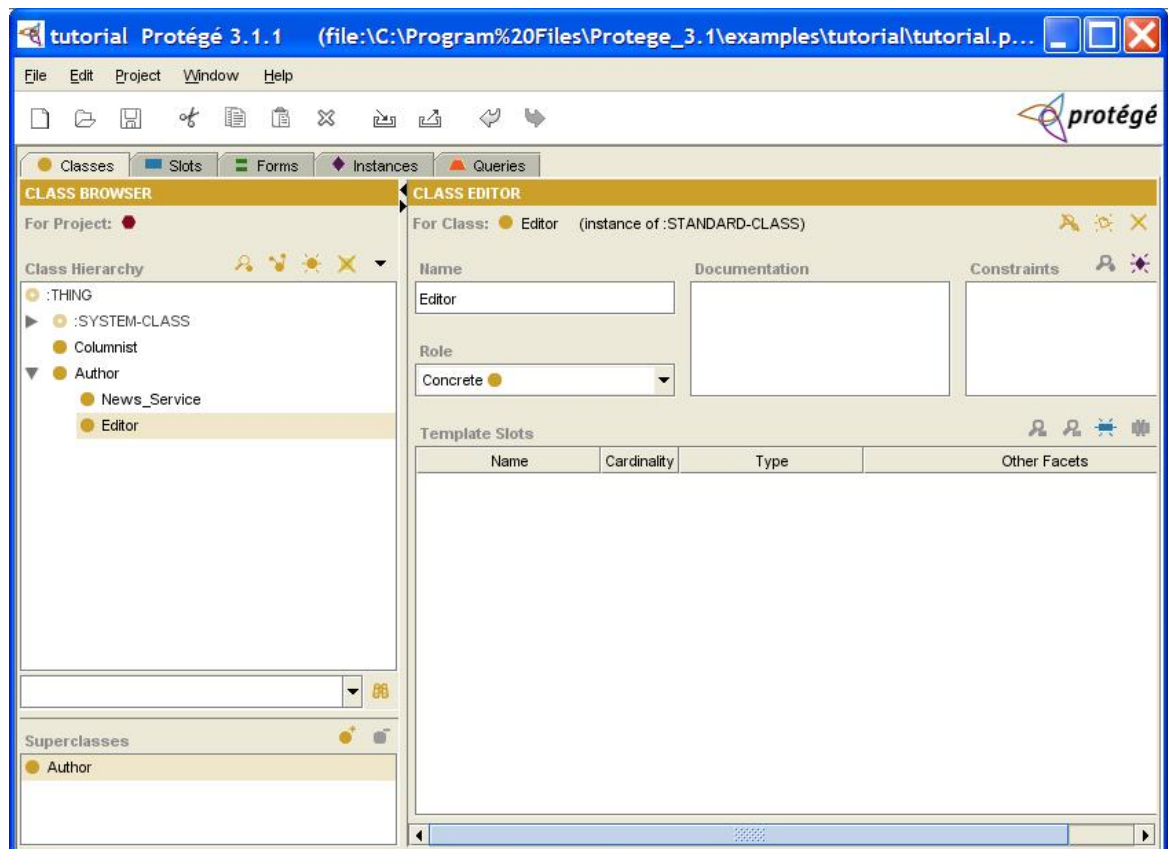 tutorial Protégé 3.1.1 (file:\C:\Program%20Files\Protege_3.1\examples\tutorial\tutorial.p...
File Edit Project Window Help
protégé
Classes Slots Forms Instances Queries
CLASS BROWSER
For Project:
Class Hierarchy
:THING
:SYSTEM-CLASS
Columnist
Author
News_Service
Editor
Superclasses
Author
CLASS EDITOR
For Class: Editor (instance of :STANDARD-CLASS)
Name Documentation Constraints
Editor
Role
Concrete
Template Slots
Name Cardinality Type Other Facets